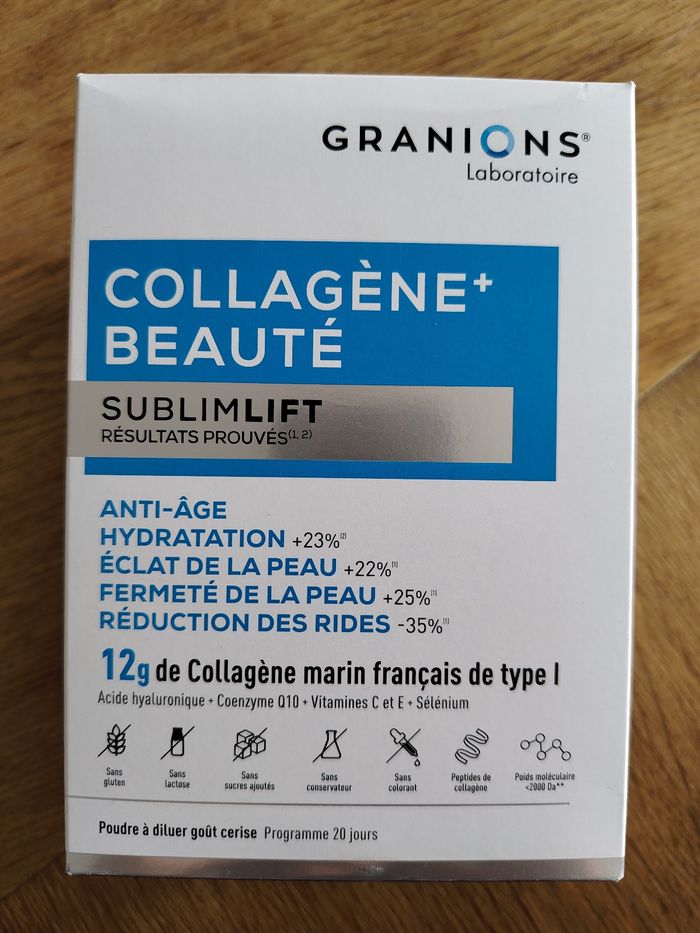 GRANIONS®
Laboratoire
COLLAGÈNE+
BEAUTÉ
SUBLIMLIFT
RÉSULTATS PROUVÉS(1, 2)
ANTI-ÂGE
HYDRATATION +23%[2]
ÉCLAT DE LA PEAU +22%[1]
FERMETÉ DE LA PEAU +25%[1]
RÉDUCTION DES RIDES -35%[1]
12g de Collagène marin français de type I
Acide hyaluronique + Coenzyme Q10 + Vitamines C et E + Sélénium
Sans
gluten
Sans
lactose
Sans
sucres ajoutés
Sans
conservateur
Sans
colorant
Peptides de
collagène
Poids moléculaire
<2000 Da**
Poudre à diluer goût cerise Programme 20 jours